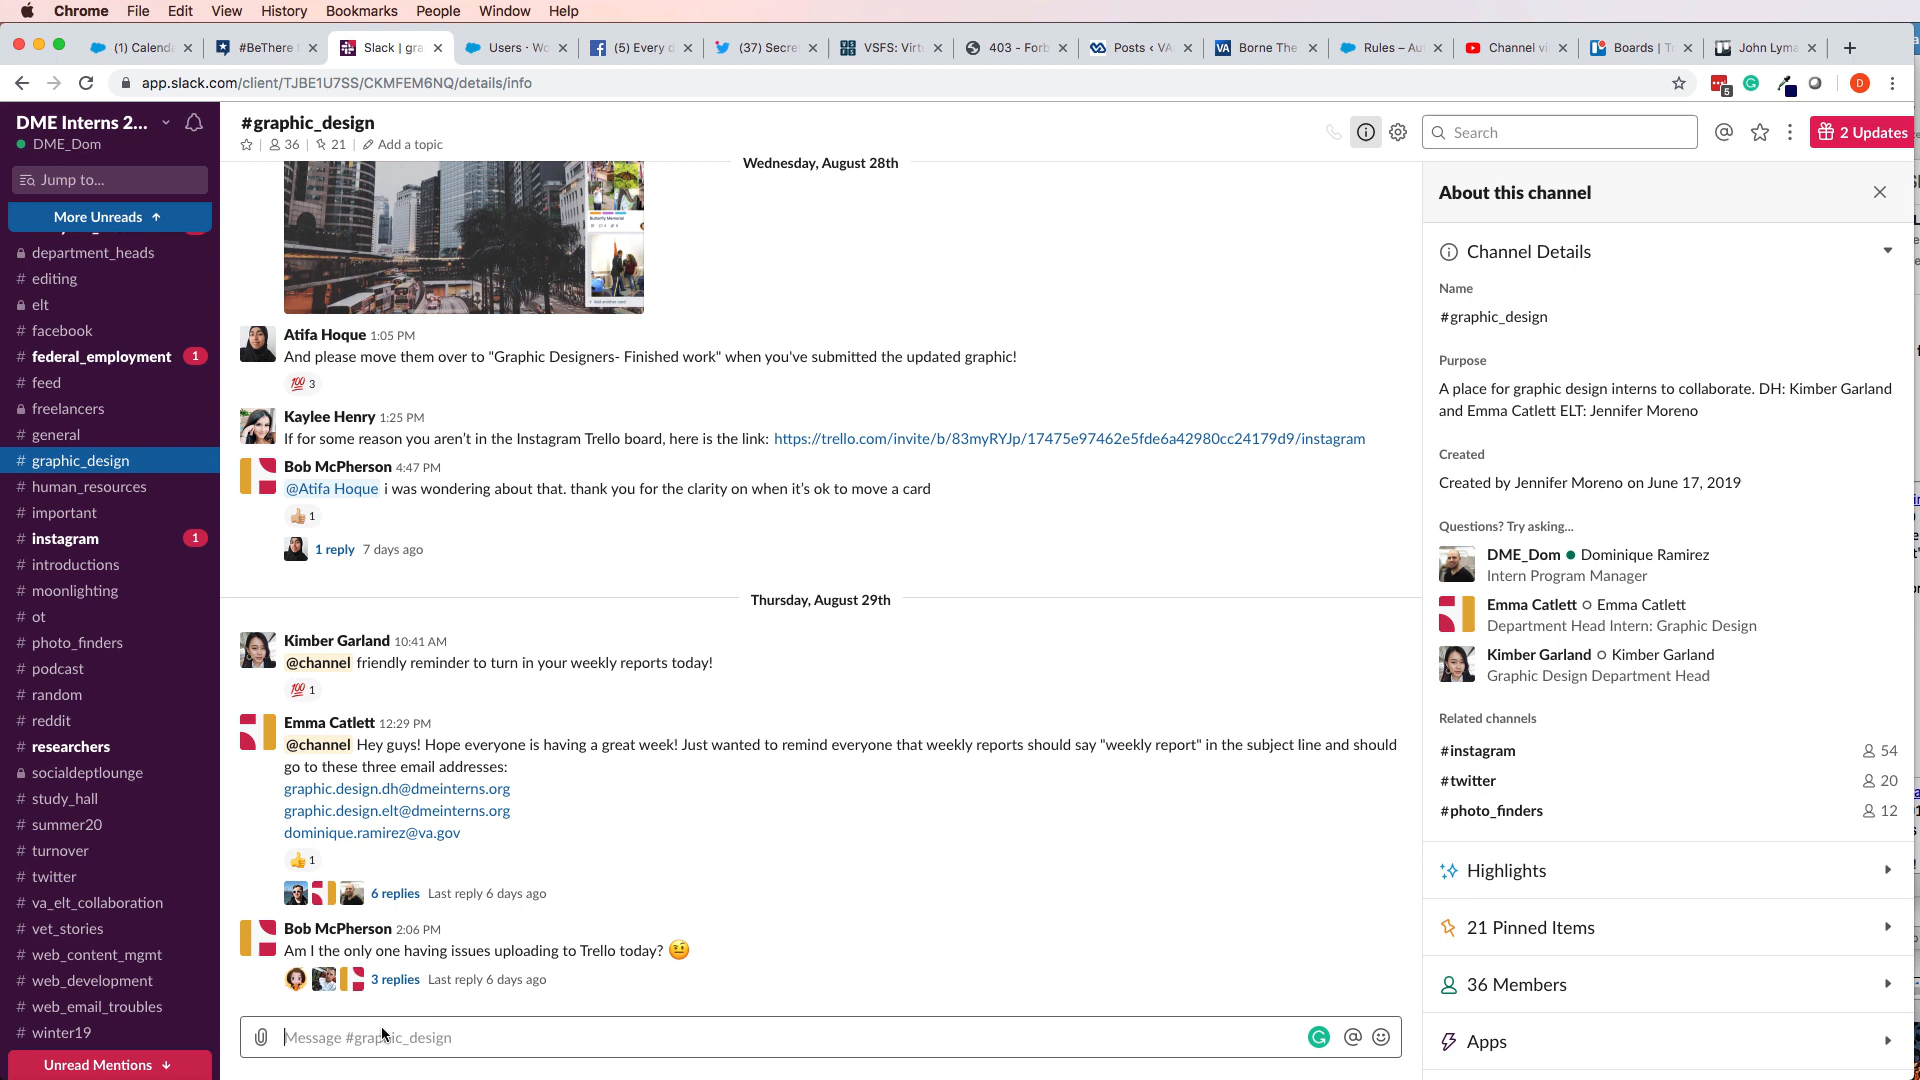 Chrome File Edit View History Bookmarks People Window Help
(1) Calend
#BeThere
Slack | gra
Users · Wo
(5) Every d
(37) Secre
VSFS: Virt
403 - Forb
Posts ‹ VA
Borne The
Rules – Au
Channel vi
Boards | T
John Lyma
app.slack.com/client/TJBE1U7SS/CKMFEM6NQ/details/info
5
D
DME Interns 2...
DME_Dom
Jump to...
More Unreads ↑
department_heads
# editing
elt
# facebook
# federal_employment 1
# feed
freelancers
# general
# graphic_design
# human_resources
# important
# instagram 1
# introductions
# moonlighting
# ot
# photo_finders
# podcast
# random
# reddit
# researchers
socialdeptlounge
# study_hall
# summer20
# turnover
# twitter
# va_elt_collaboration
# vet_stories
# web_content_mgmt
# web_development
# web_email_troubles
# winter19
Unread Mentions ↓
#graphic_design
36 | 21 | Add a topic
Search
2 Updates
Wednesday, August 28th
Butterfly Memorial
+ Add another card
Atifa Hoque 1:05 PM
And please move them over to "Graphic Designers- Finished work" when you've submitted the updated graphic!
💯 3
Kaylee Henry 1:25 PM
If for some reason you aren't in the Instagram Trello board, here is the link: https://trello.com/invite/b/83myRYJp/17475e97462e5fde6a42980cc24179d9/instagram
Bob McPherson 4:47 PM
@Atifa Hoque i was wondering about that. thank you for the clarity on when it's ok to move a card
1
1 reply 7 days ago
Thursday, August 29th
Kimber Garland 10:41 AM
@channel friendly reminder to turn in your weekly reports today!
💯 1
Emma Catlett 12:29 PM
@channel Hey guys! Hope everyone is having a great week! Just wanted to remind everyone that weekly reports should say "weekly report" in the subject line and should
go to these three email addresses:
graphic.design.dh@dmeinterns.org
graphic.design.elt@dmeinterns.org
dominique.ramirez@va.gov
1
6 replies Last reply 6 days ago
Bob McPherson 2:06 PM
Am I the only one having issues uploading to Trello today?
3 replies Last reply 6 days ago
Message #graphic_design
About this channel
Channel Details
Name
#graphic_design
Purpose
A place for graphic design interns to collaborate. DH: Kimber Garland
and Emma Catlett ELT: Jennifer Moreno
Created
Created by Jennifer Moreno on June 17, 2019
Questions? Try asking...
DME_Dom Dominique Ramirez
Intern Program Manager
Emma Catlett Emma Catlett
Department Head Intern: Graphic Design
Kimber Garland Kimber Garland
Graphic Design Department Head
Related channels
#instagram 54
#twitter 20
#photo_finders 12
Highlights
21 Pinned Items
36 Members
Apps